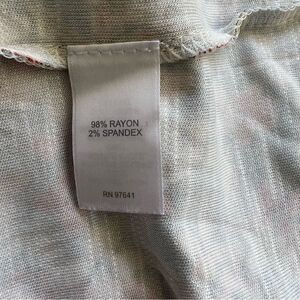 98% RAYON
2% SPANDEX
RN 97641